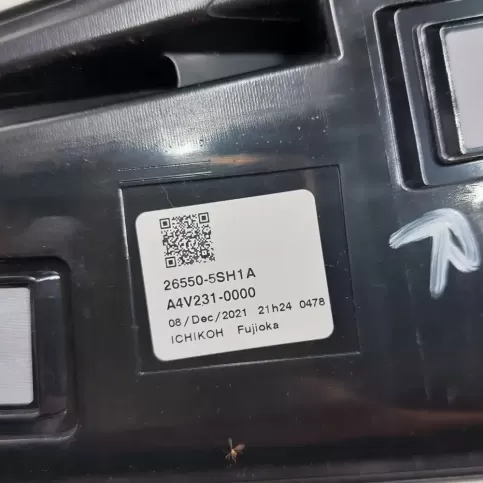 26550-5SH1A
A4V231-0000
08/Dec/2021 21h24 0478
ICHIKOH Fujioka
R